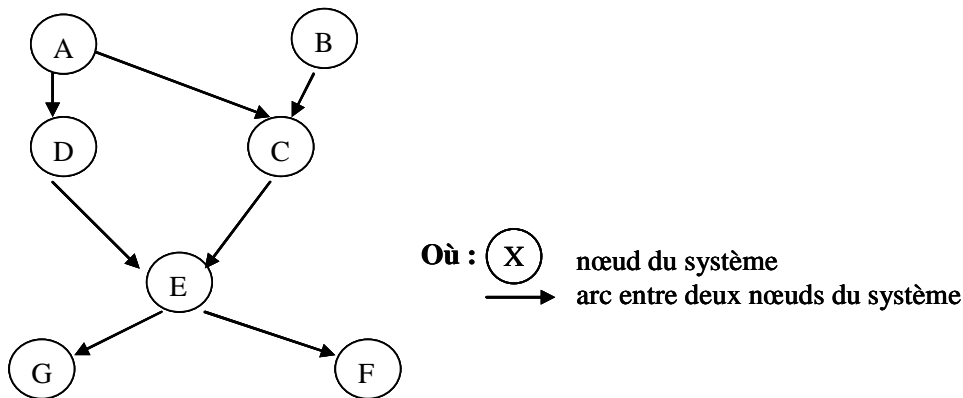 A
B
D
C
E
G
F
Où : X nœud du système
arc entre deux nœuds du système